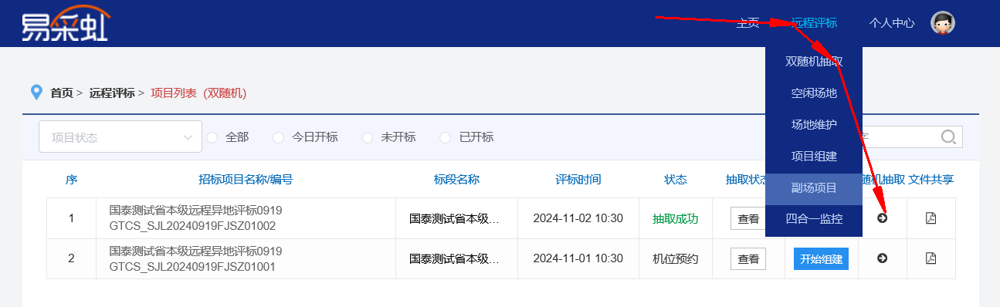 易采虹
主页 远程评标 个人中心
双随机抽取
空闲场地
场地维护
项目组建
副场项目
四合一监控
首页 > 远程评标 > 项目列表 (双随机)
项目状态 全部 今日开标 未开标 已开标
序 招标项目名称/编号 标段名称 评标时间 状态 抽取状态 随机抽取 文件共享
1 国泰测试省本级远程异地评标0919 国泰测试省本级... 2024-11-02 10:30 抽取成功 查看
GTCS_SJL20240919FJSZ01002
2 国泰测试省本级远程异地评标0919 国泰测试省本级... 2024-11-01 10:30 机位预约 查看 开始组建
GTCS_SJL20240919FJSZ01001